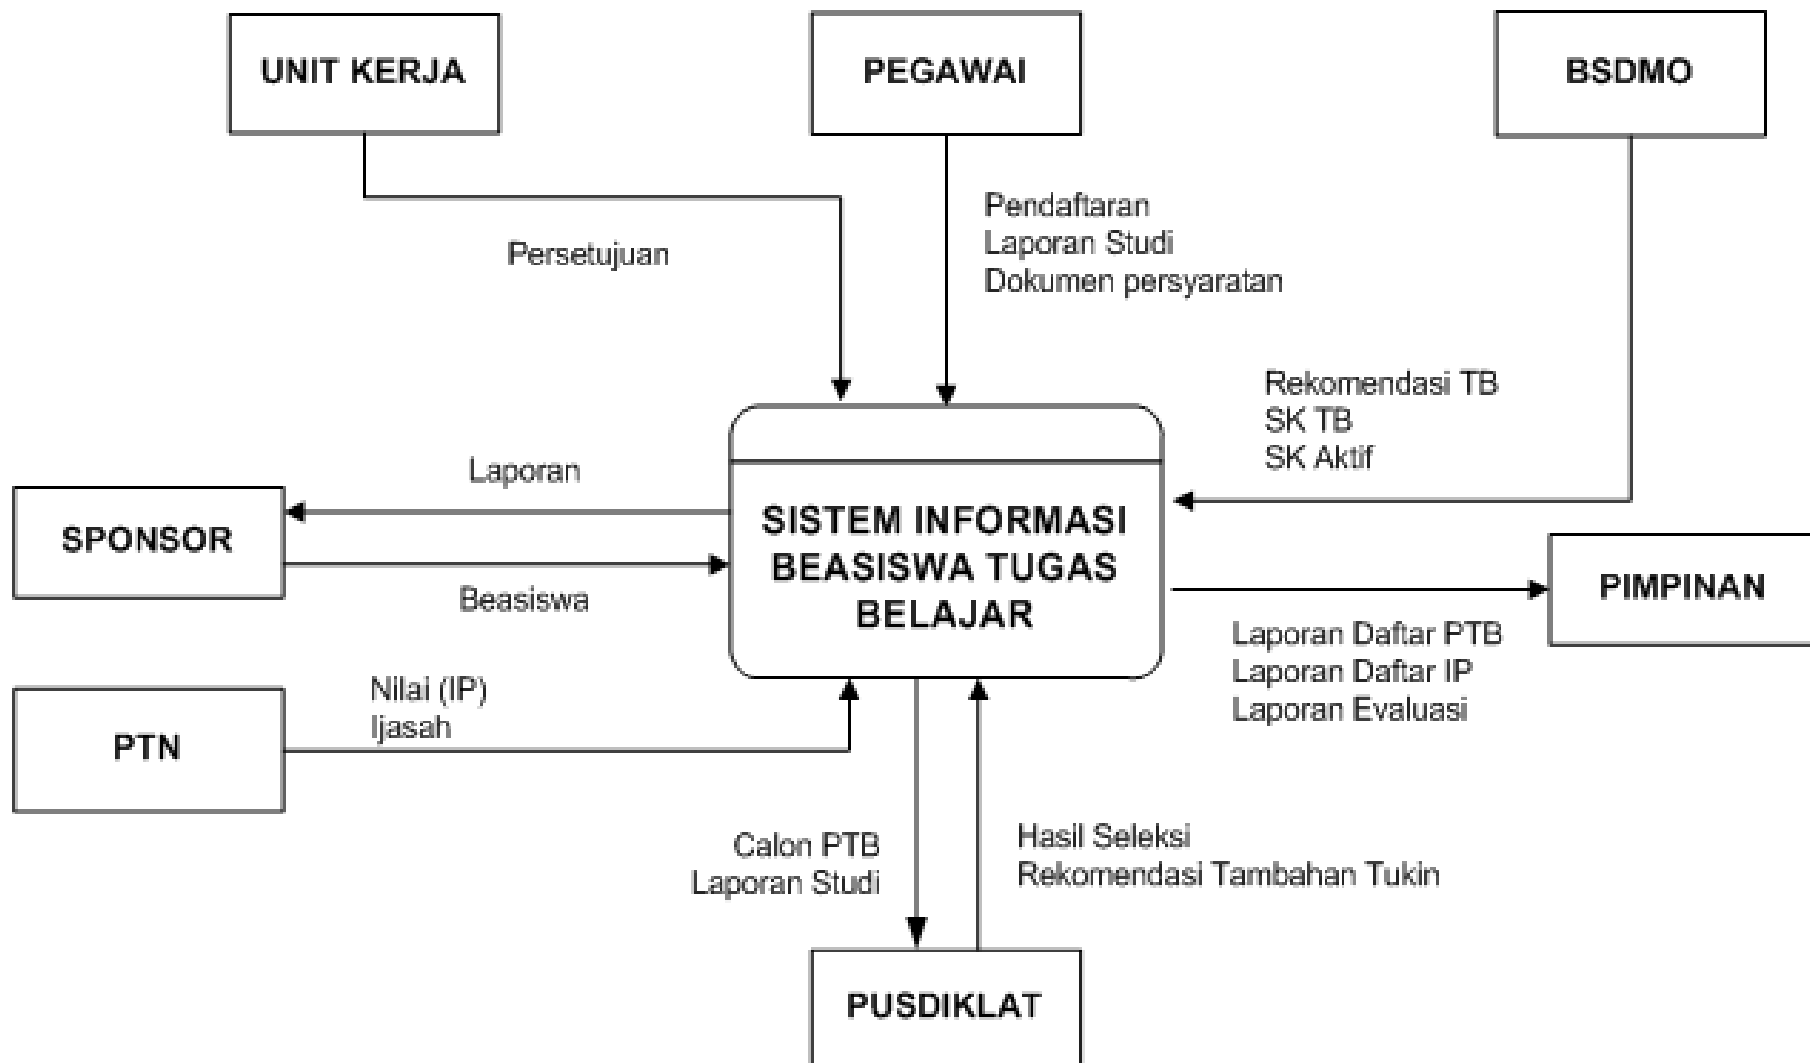 UNIT KERJA
PEGAWAI
BSDMO
Persetujuan
Pendaftaran
Laporan Studi
Dokumen persyaratan
Rekomendasi TB
SK TB
SK Aktif
Laporan
SPONSOR
Beasiswa
SISTEM INFORMASI
BEASISWA TUGAS
BELAJAR
PIMPINAN
Laporan Daftar PTB
Laporan Daftar IP
Laporan Evaluasi
Nilai (IP)
Ijasah
PTN
Calon PTB
Laporan Studi
Hasil Seleksi
Rekomendasi Tambahan Tukin
PUSDIKLAT